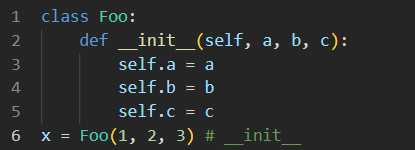 1 class Foo:
2     def __init__(self, a, b, c):
3         self.a = a
4         self.b = b
5         self.c = c
6 x = Foo(1, 2, 3) # __init__